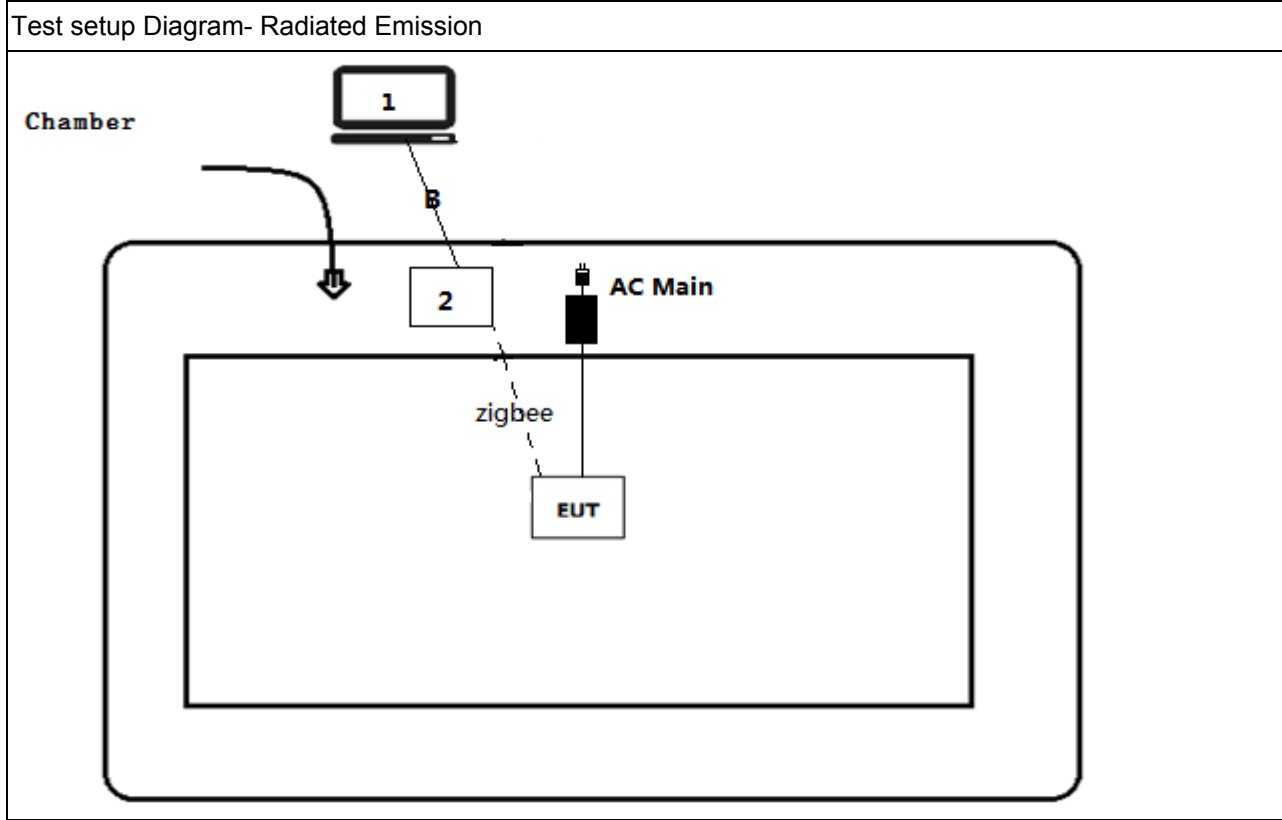 Test setup Diagram- Radiated Emission
1
Chamber
B
2
AC Main
zigbee
EUT